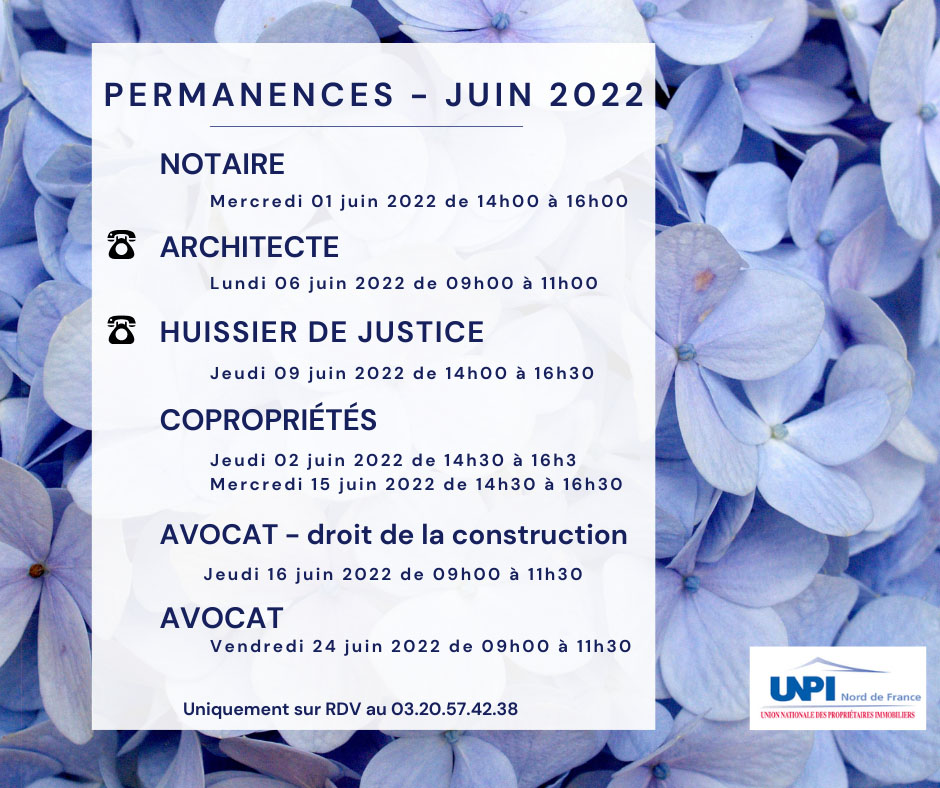 PERMANENCES - JUIN 2022
NOTAIRE
Mercredi 01 juin 2022 de 14h00 à 16h00
ARCHITECTE
Lundi 06 juin 2022 de 09h00 à 11h00
HUISSIER DE JUSTICE
Jeudi 09 juin 2022 de 14h00 à 16h30
COPROPRIÉTÉS
Jeudi 02 juin 2022 de 14h30 à 16h3
Mercredi 15 juin 2022 de 14h30 à 16h30
AVOCAT - droit de la construction
Jeudi 16 juin 2022 de 09h00 à 11h30
AVOCAT
Vendredi 24 juin 2022 de 09h00 à 11h30
Uniquement sur RDV au 03.20.57.42.38
UNPI Nord de France
UNION NATIONALE DES PROPRIÉTAIRES IMMOBILIERS